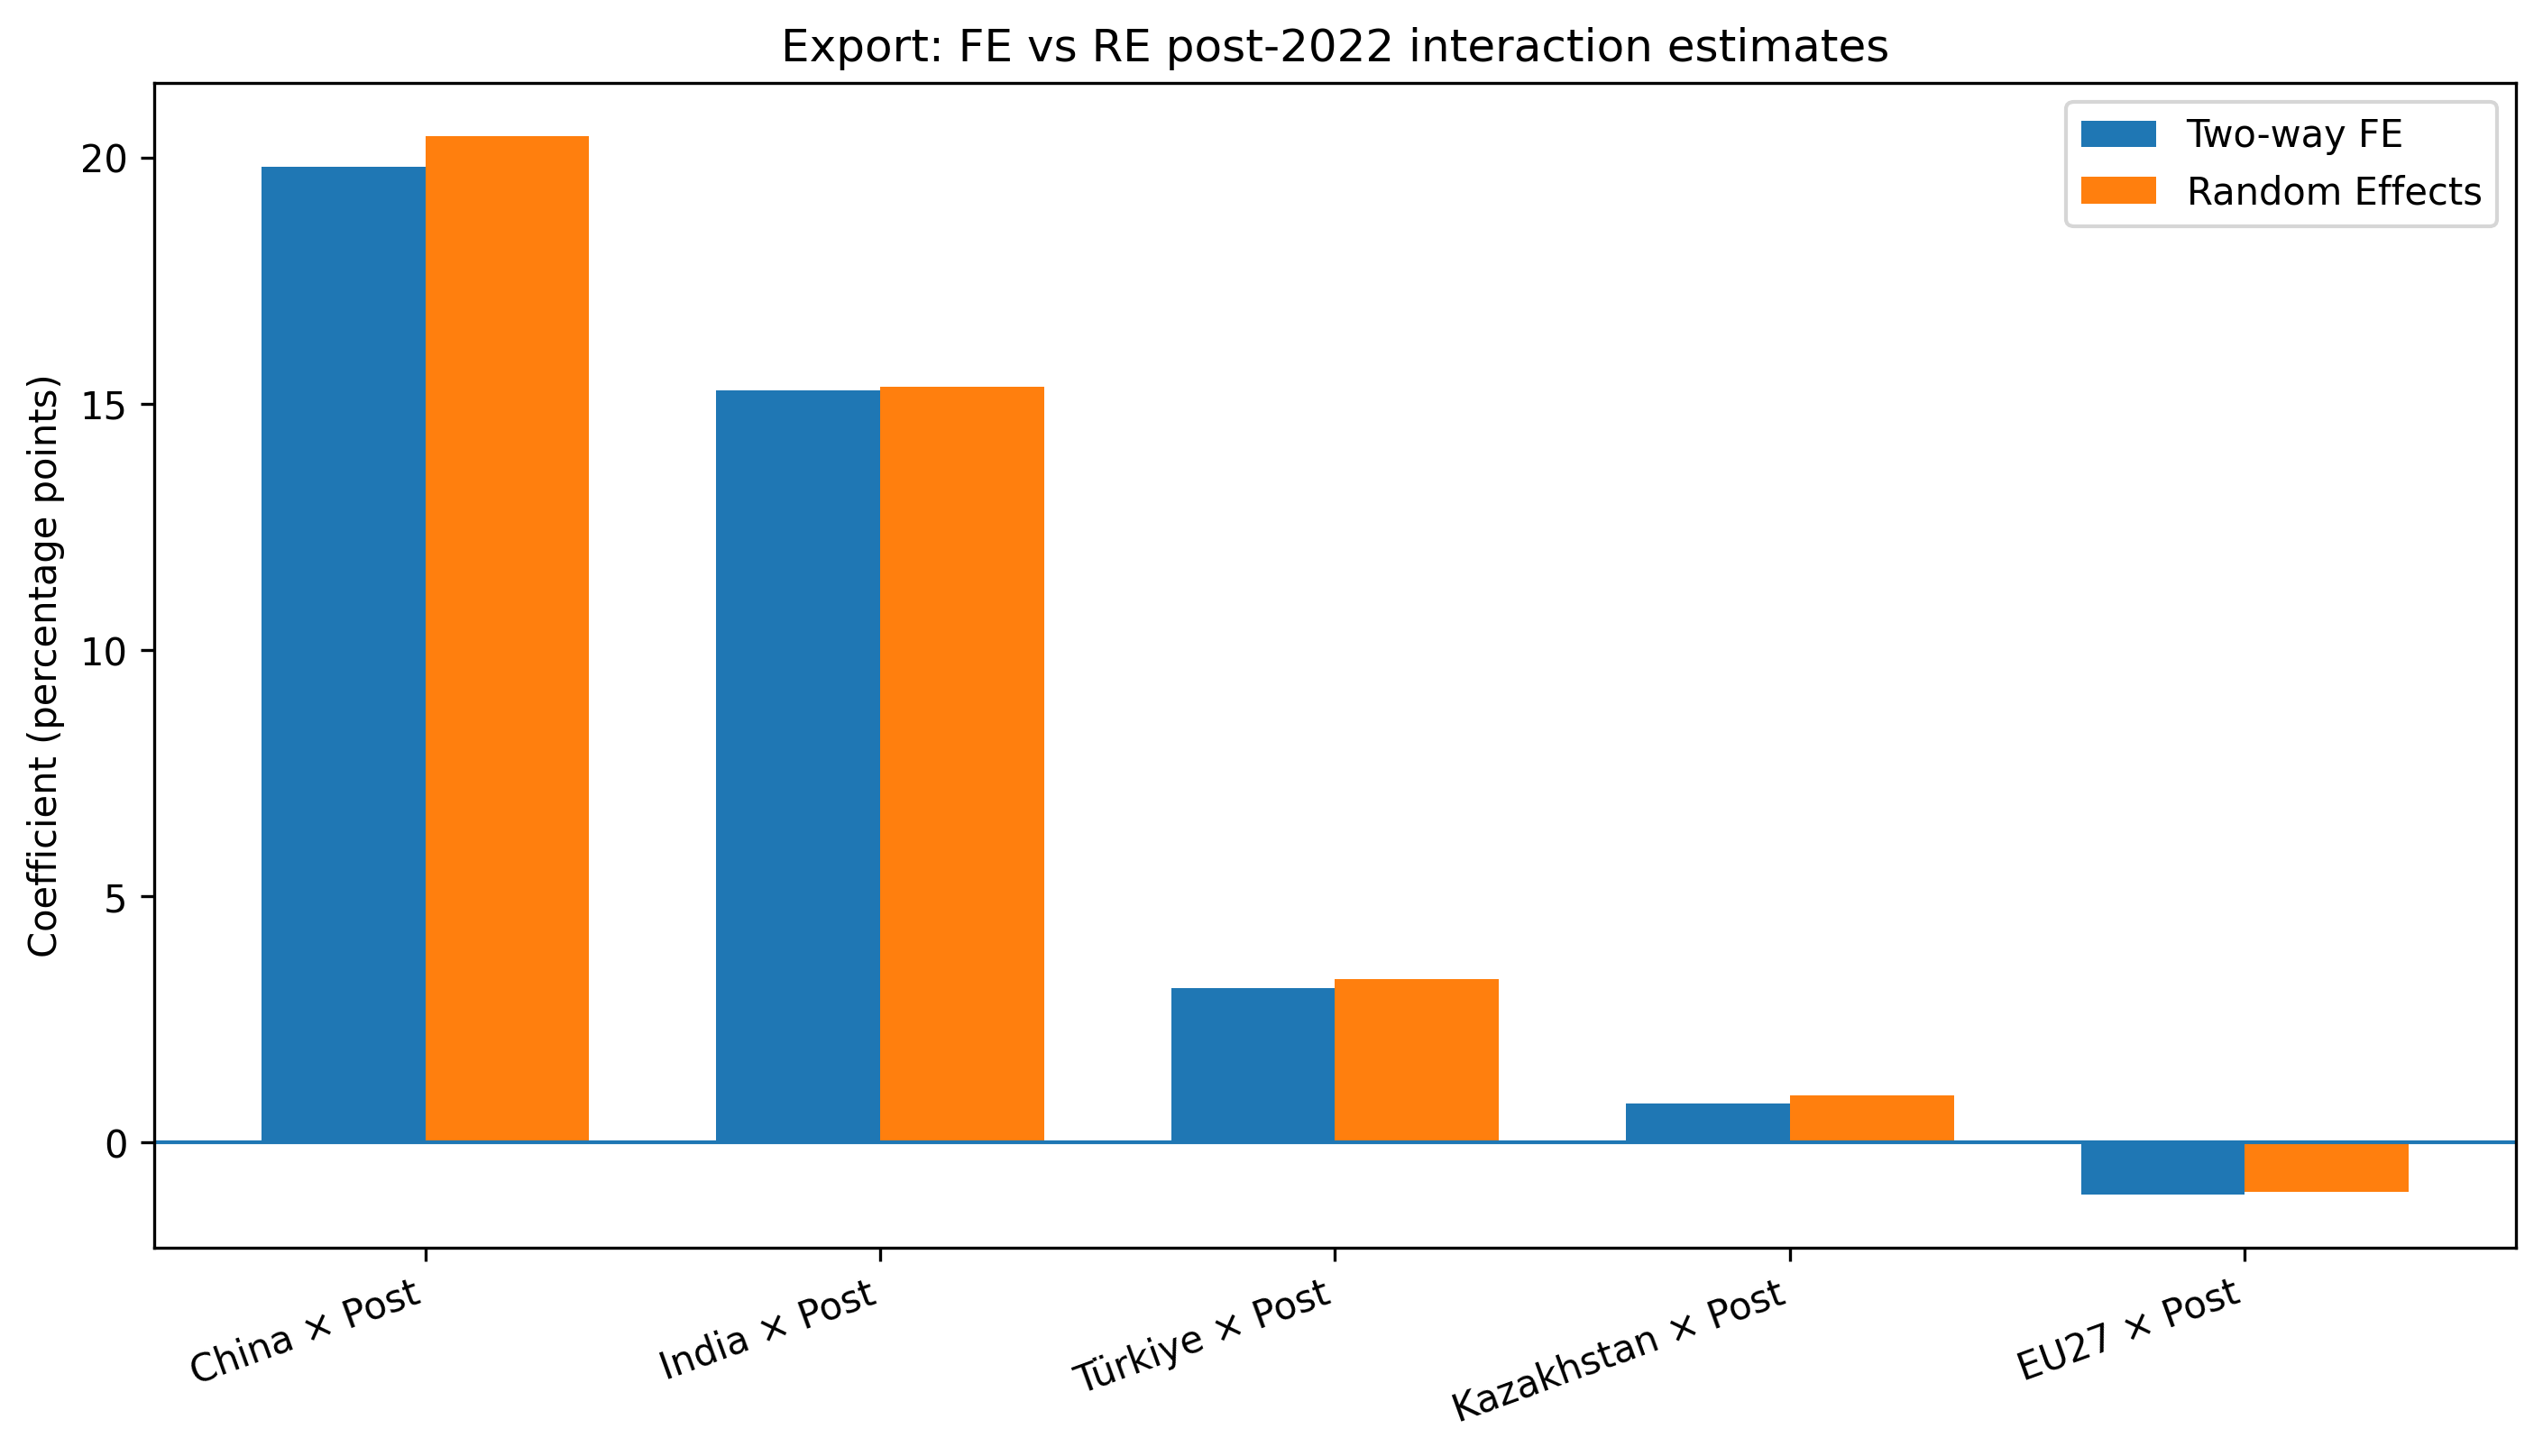 Export: FE vs RE post-2022 interaction estimates
Two-way FE
Random Effects
Coefficient (percentage points)
20
15
10
5
0
China × Post
India × Post
Türkiye × Post
Kazakhstan × Post
EU27 × Post